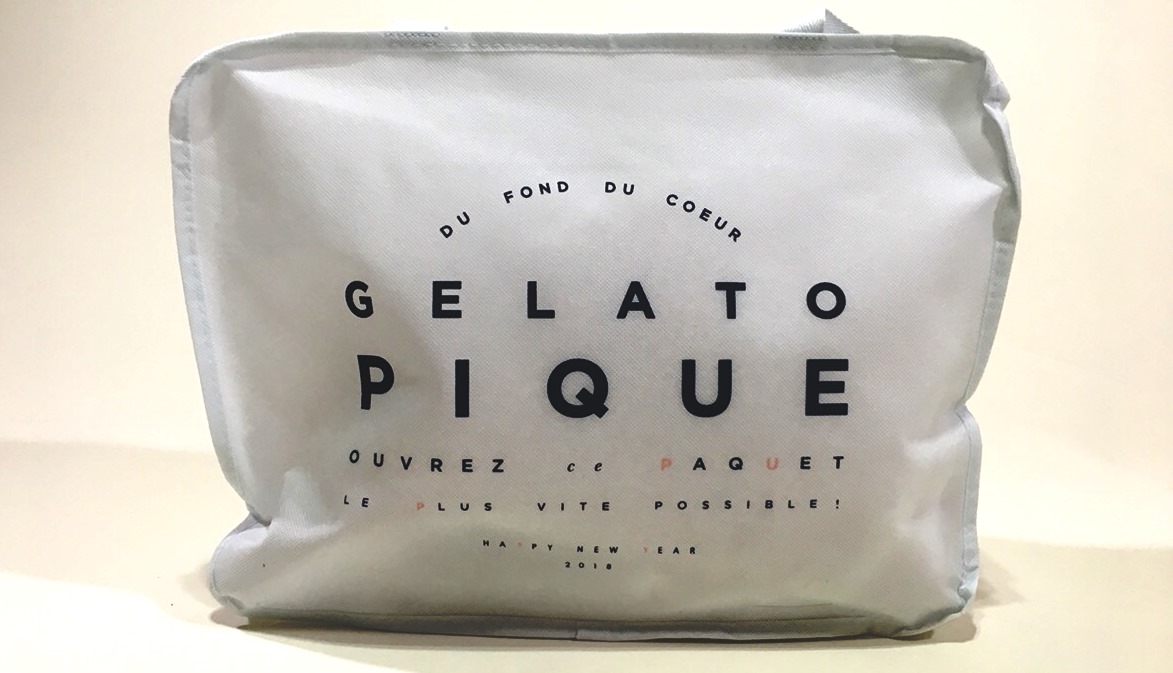 DU FOND DU COEUR
GELATO
PIQUE
OUVREZ ce PAQUET
LE PLUS VITE POSSIBLE!
HAPPY NEW YEAR
2018